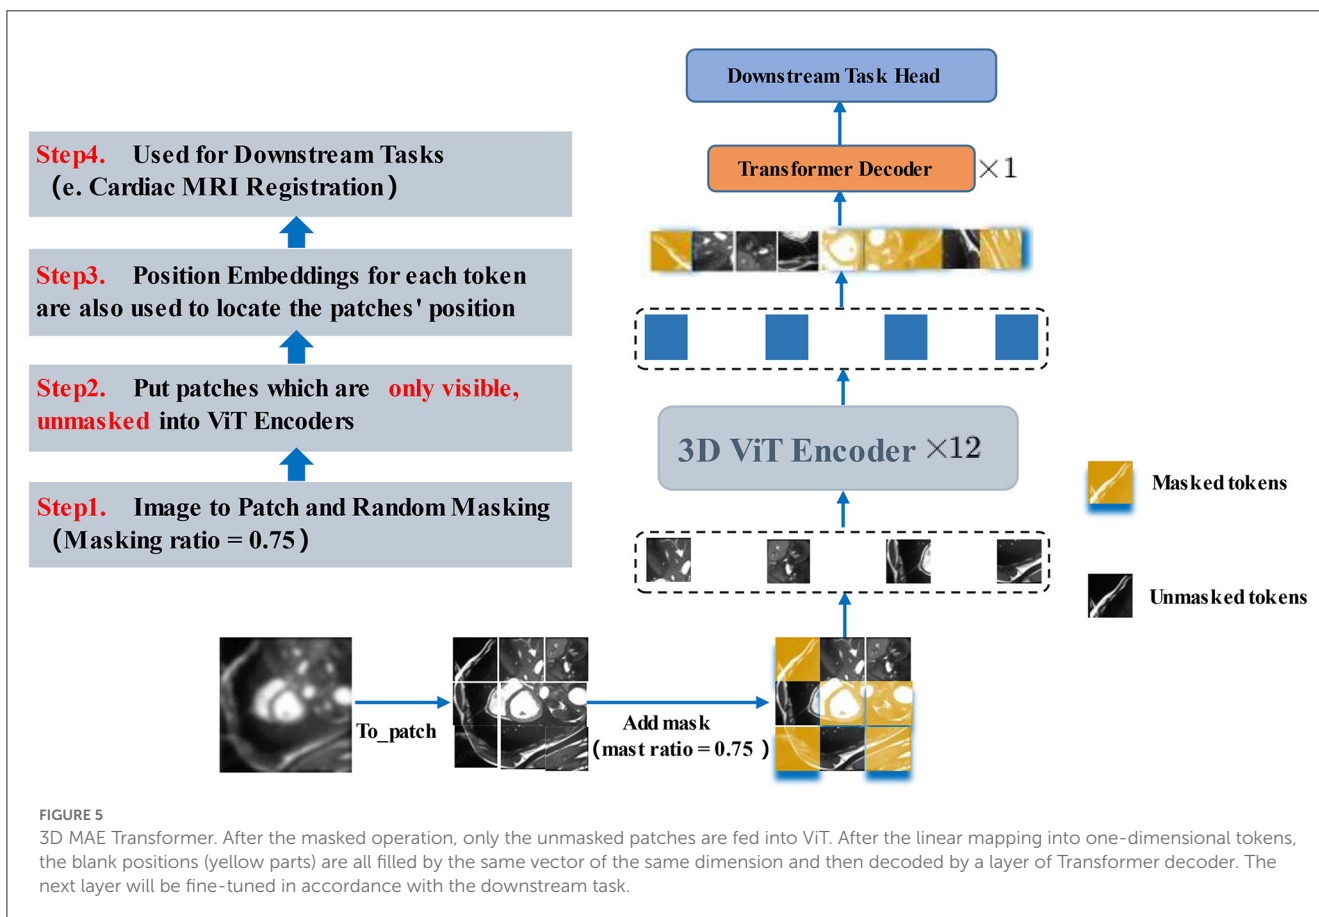 Downstream Task Head
Transformer Decoder ×1
Step4. Used for Downstream Tasks
(e. Cardiac MRI Registration)
Step3. Position Embeddings for each token
are also used to locate the patches' position
Step2. Put patches which are only visible,
unmasked into ViT Encoders
Step1. Image to Patch and Random Masking
(Masking ratio = 0.75)
3D ViT Encoder ×12
Masked tokens
Unmasked tokens
To_patch
Add mask
(mast ratio = 0.75 )
FIGURE 5
3D MAE Transformer. After the masked operation, only the unmasked patches are fed into ViT. After the linear mapping into one-dimensional tokens,
the blank positions (yellow parts) are all filled by the same vector of the same dimension and then decoded by a layer of Transformer decoder. The
next layer will be fine-tuned in accordance with the downstream task.